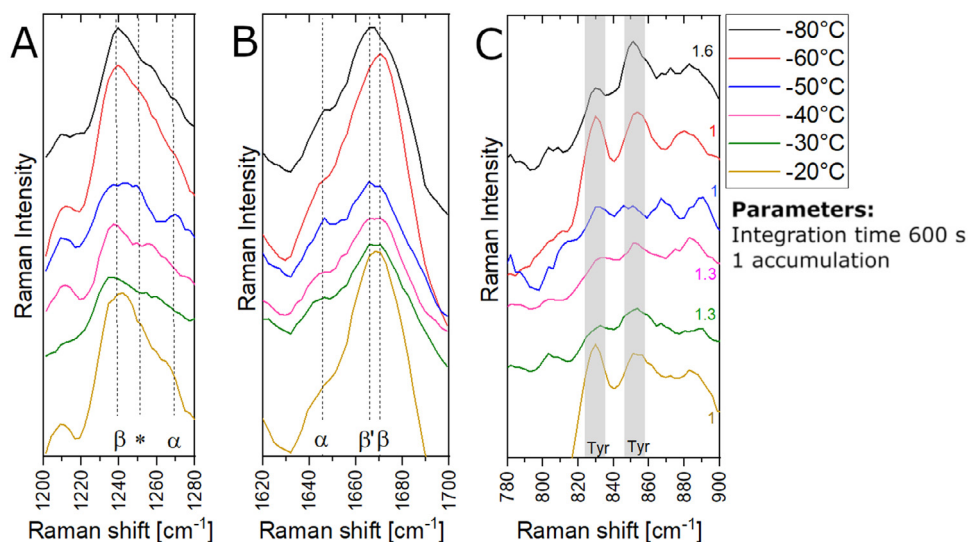 A
Raman Intensity
β * α
1200 1220 1240 1260 1280
Raman shift [cm⁻¹]
B
Raman Intensity
α β' β
1620 1640 1660 1680 1700
Raman shift [cm⁻¹]
C
Raman Intensity
1.6
1
1
1.3
1.3
1
Tyr Tyr
780 800 820 840 860 880 900
Raman shift [cm⁻¹]
-80°C
-60°C
-50°C
-40°C
-30°C
-20°C
Parameters:
Integration time 600 s
1 accumulation